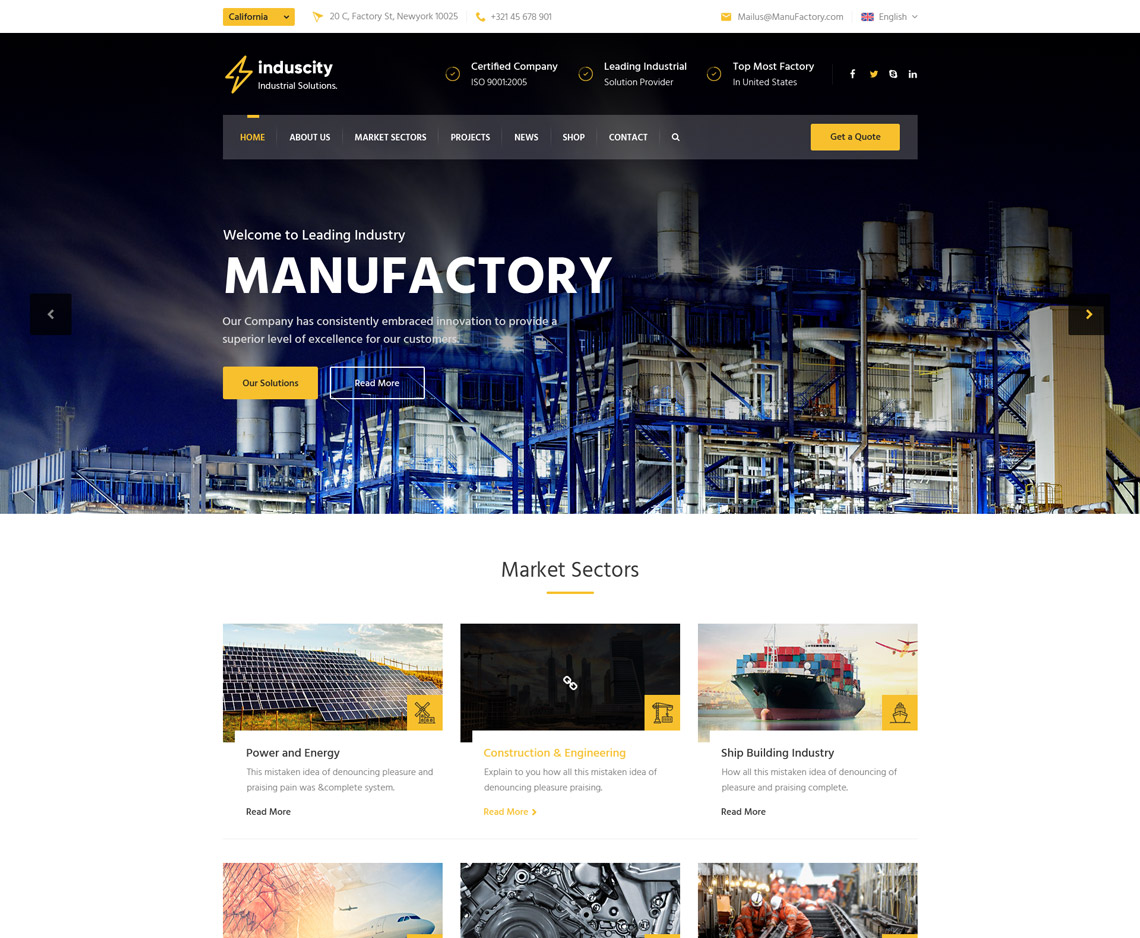 California
20 C, Factory St, Newyork 10025
+321 45 678 901
Mailus@ManuFactory.com
English
induscity
Industrial Solutions.
Certified Company
ISO 9001:2005
Leading Industrial
Solution Provider
Top Most Factory
In United States
HOME
ABOUT US
MARKET SECTORS
PROJECTS
NEWS
SHOP
CONTACT
Get a Quote
Welcome to Leading Industry
MANUFACTORY
Our Company has consistently embraced innovation to provide a
superior level of excellence for our customers.
Our Solutions
Read More
Market Sectors
Power and Energy
This mistaken idea of denouncing pleasure and
praising pain was &complete system.
Read More
Construction & Engineering
Explain to you how all this mistaken idea of
denouncing pleasure praising.
Read More
Ship Building Industry
How all this mistaken idea of denouncing of
pleasure and praising complete.
Read More